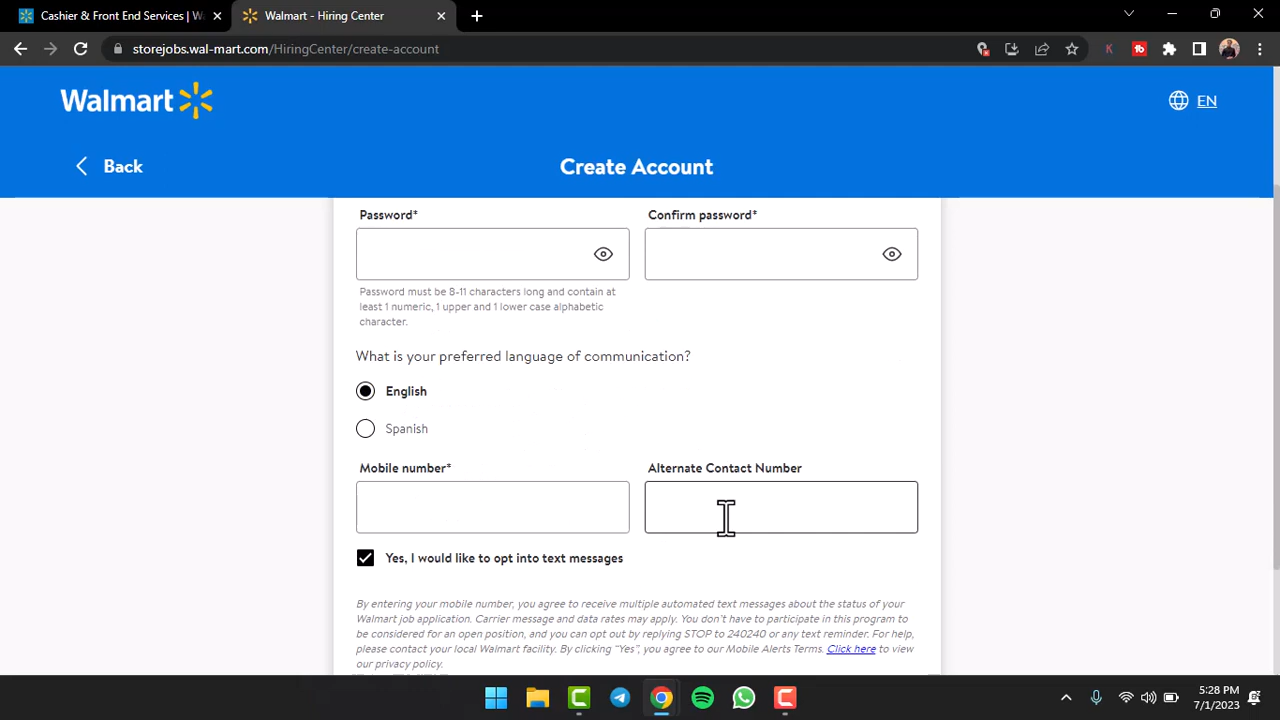 Cashier & Front End Services | Wa
Walmart - Hiring Center
storejobs.wal-mart.com/HiringCenter/create-account
Walmart
EN
Back
Create Account
Password*
Confirm password*
Password must be 8-11 characters long and contain at
least 1 numeric, 1 upper and 1 lower case alphabetic
character.
What is your preferred language of communication?
English
Spanish
Mobile number*
Alternate Contact Number
Yes, I would like to opt into text messages
By entering your mobile number, you agree to receive multiple automated text messages about the status of your
Walmart job application. Carrier message and data rates may apply. You don't have to participate in this program to
be considered for an open position, and you can opt out by replying STOP to 240240 or any text reminder. For help,
please contact your local Walmart facility. By clicking "Yes", you agree to our Mobile Alerts Terms. Click here to view
our privacy policy.
5:28 PM
7/1/2023